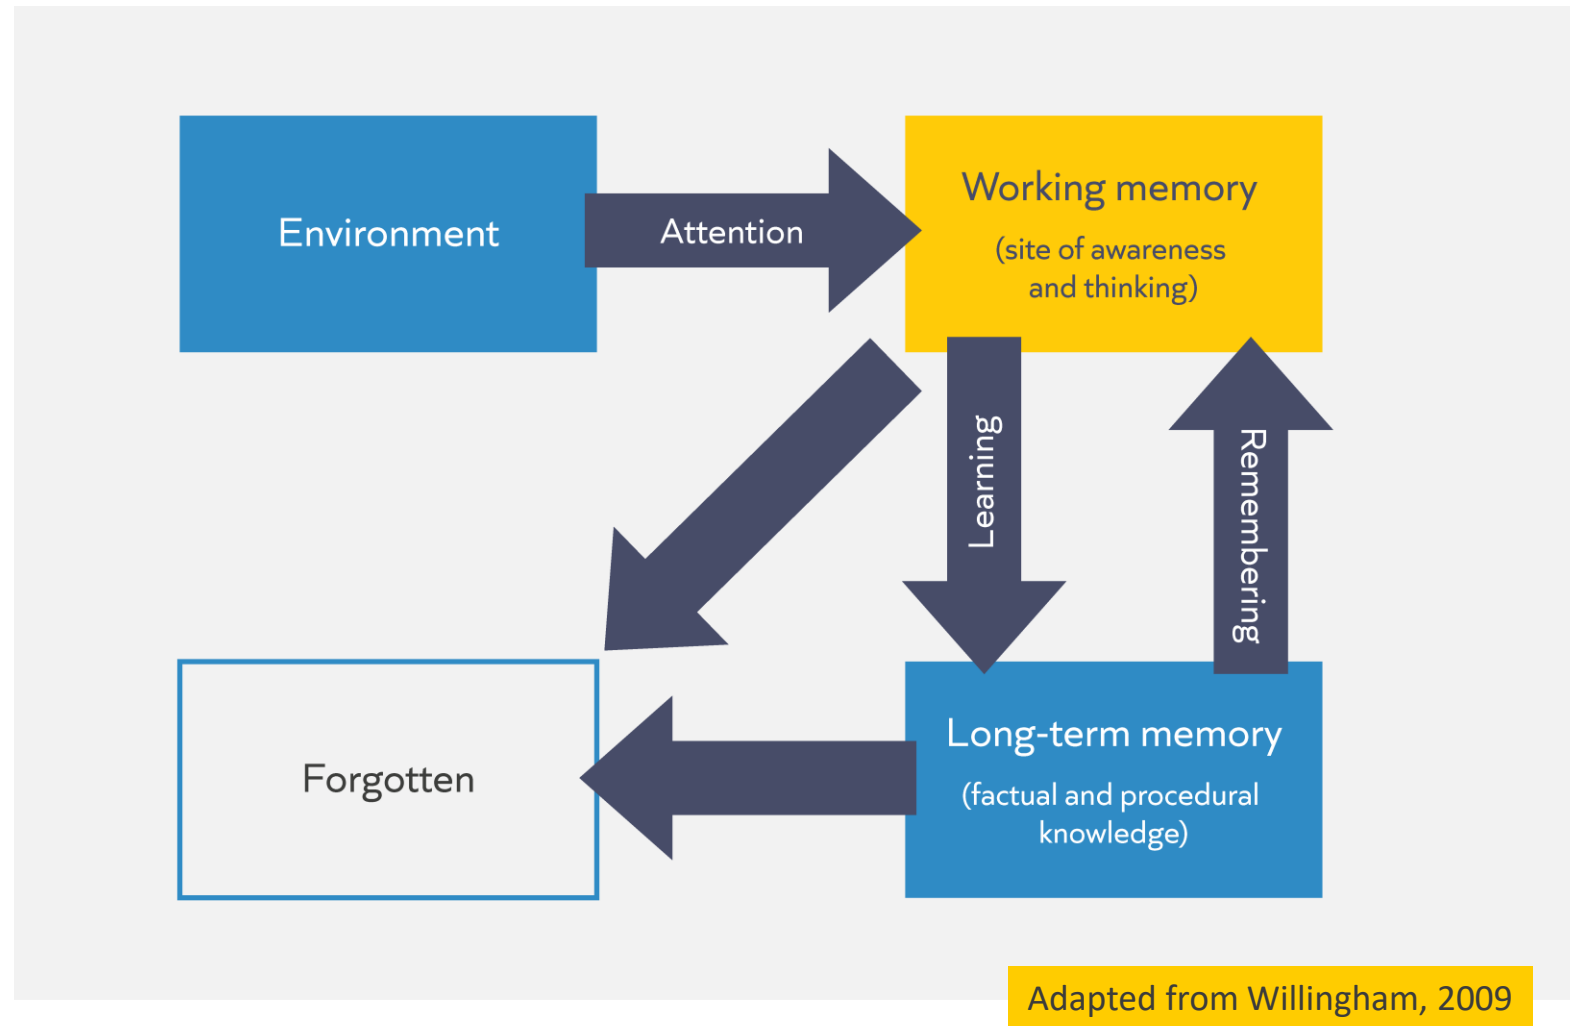 Environment
Attention
Working memory
(site of awareness
and thinking)
Learning
Remembering
Forgotten
Long-term memory
(factual and procedural
knowledge)
Adapted from Willingham, 2009